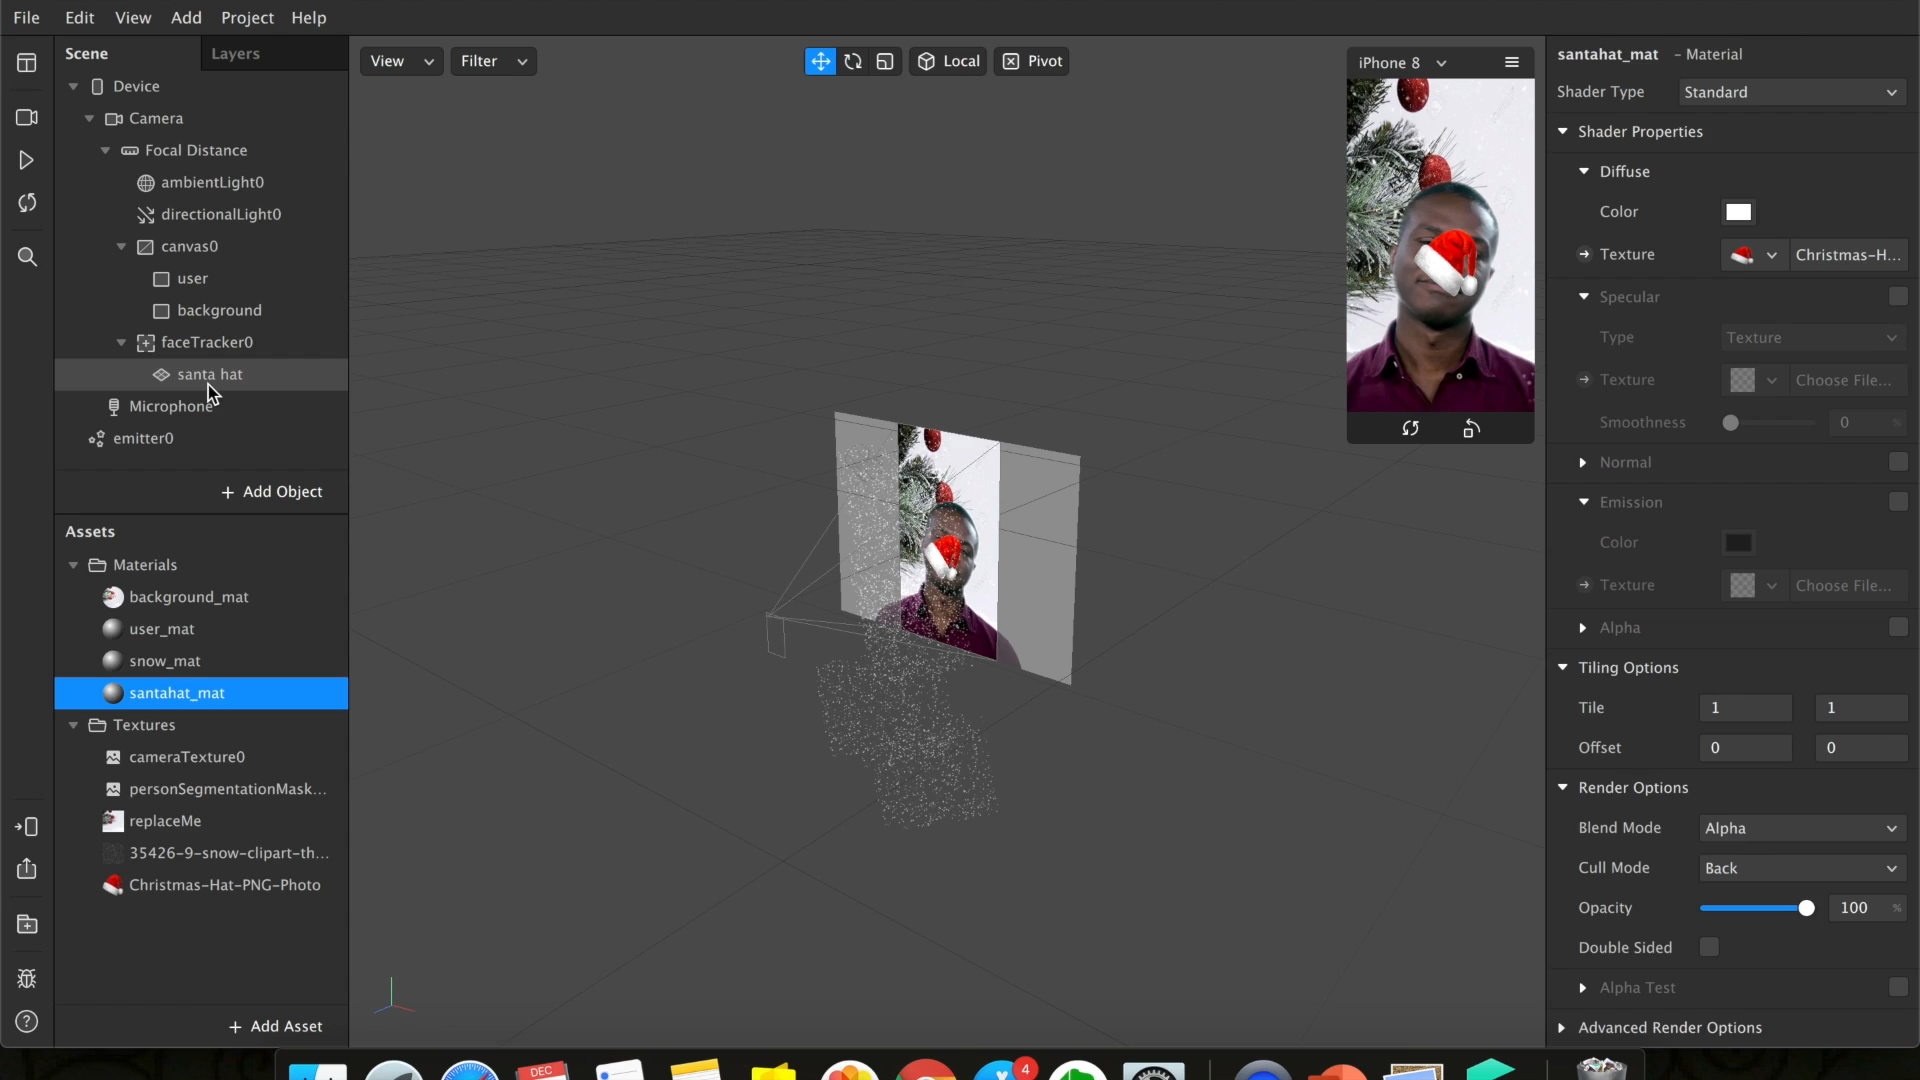 File Edit View Add Project Help
Scene Layers
Device
Camera
Focal Distance
ambientLight0
directionalLight0
canvas0
user
background
faceTracker0
santa hat
Microphone
emitter0
+ Add Object
Assets
Materials
background_mat
user_mat
snow_mat
santahat_mat
Textures
cameraTexture0
personSegmentationMask...
replaceMe
35426-9-snow-clipart-th...
Christmas-Hat-PNG-Photo
+ Add Asset
View Filter Local Pivot
iPhone 8
santahat_mat - Material
Shader Type Standard
Shader Properties
Diffuse
Color
Texture Christmas-H...
Specular
Type Texture
Texture Choose File...
Smoothness 0 %
Normal
Emission
Color
Texture Choose File...
Alpha
Tiling Options
Tile 1 1
Offset 0 0
Render Options
Blend Mode Alpha
Cull Mode Back
Opacity 100 %
Double Sided
Alpha Test
Advanced Render Options
DEC
4